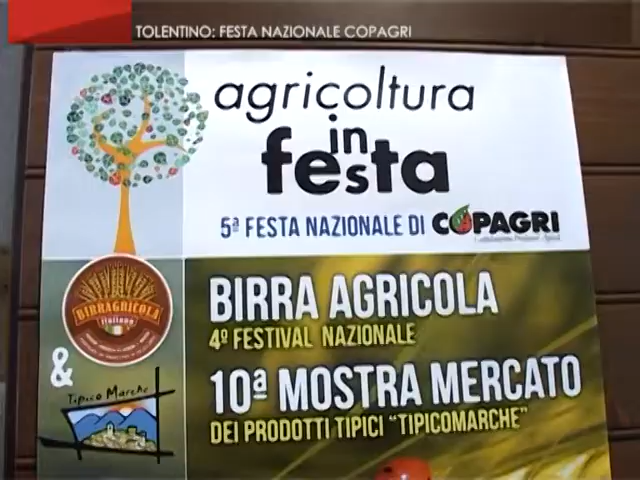 TOLENTINO: FESTA NAZIONALE COPAGRI
agricoltura
in
festa
5ª FESTA NAZIONALE DI COPAGRI
BIRRAGRICOLA
italiana
BIRRA AGRICOLA
4º FESTIVAL NAZIONALE
&
Tipico Marche
10ª MOSTRA MERCATO
DEI PRODOTTI TIPICI “TIPICOMARCHE”